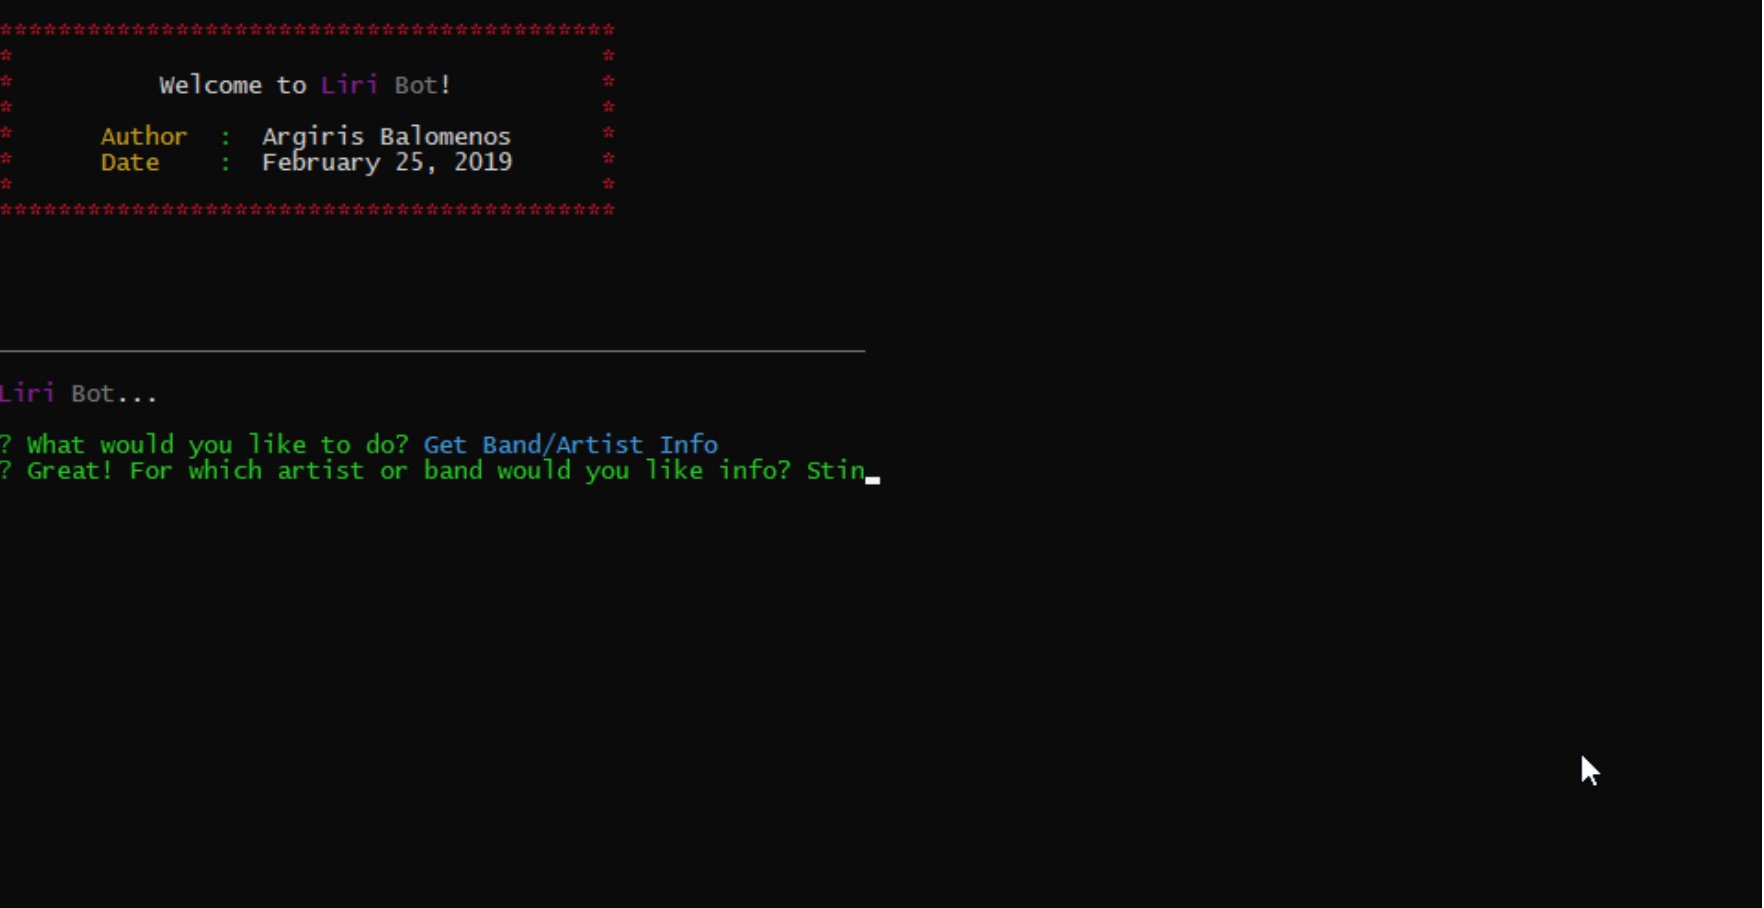 ******************************************
* *
* Welcome to Liri Bot! *
* *
* Author : Argiris Balomenos *
* Date : February 25, 2019 *
* *
******************************************
Liri Bot...
? What would you like to do? Get Band/Artist Info
? Great! For which artist or band would you like info? Stin